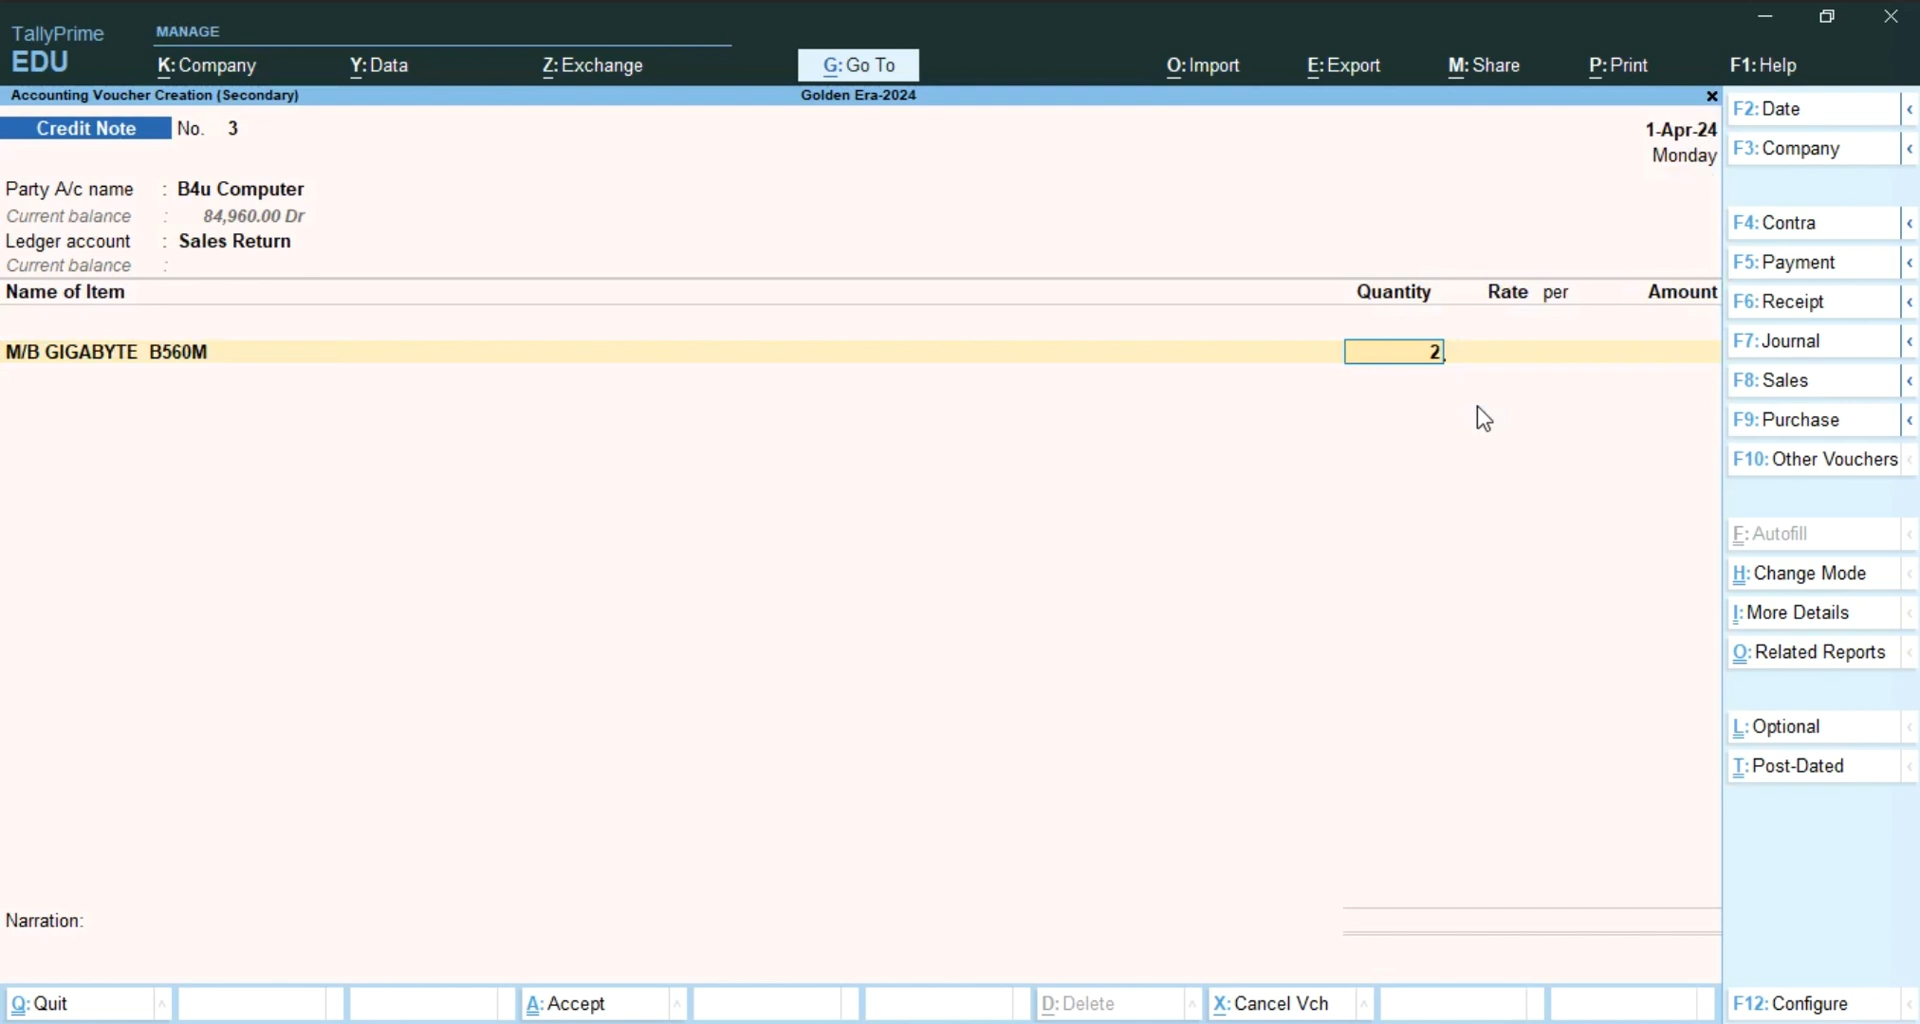 TallyPrime
EDU
MANAGE
K: Company
Y: Data
Z: Exchange
G: Go To
O: Import
E: Export
M: Share
P: Print
F1: Help
Accounting Voucher Creation (Secondary)
Golden Era-2024
Credit Note No. 3
1-Apr-24
Monday
Party A/c name : B4u Computer
Current balance : 84,960.00 Dr
Ledger account : Sales Return
Current balance :
Name of Item Quantity Rate per Amount
M/B GIGABYTE B560M 2
Narration:
F2: Date
F3: Company
F4: Contra
F5: Payment
F6: Receipt
F7: Journal
F8: Sales
F9: Purchase
F10: Other Vouchers
F: Autofill
H: Change Mode
I: More Details
O: Related Reports
L: Optional
T: Post-Dated
Q: Quit
A: Accept
D: Delete
X: Cancel Vch
F12: Configure